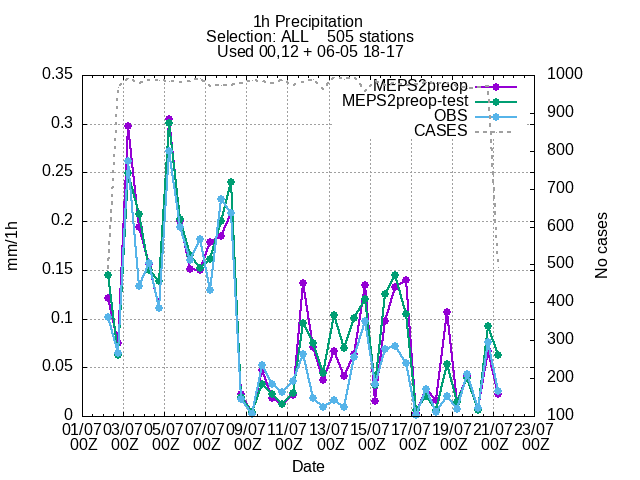 1h Precipitation
Selection: ALL    505 stations
Used 00,12 + 06-05 18-17
0.35
0.3
0.25
0.2
0.15
0.1
0.05
0
mm/1h
1000
900
800
700
600
500
400
300
200
100
No cases
MEPS2preop
MEPS2preop-test
OBS
CASES
01/07 03/07 05/07 07/07 09/07 11/07 13/07 15/07 17/07 19/07 21/07 23/07
00Z 00Z 00Z 00Z 00Z 00Z 00Z 00Z 00Z 00Z 00Z 00Z
Date